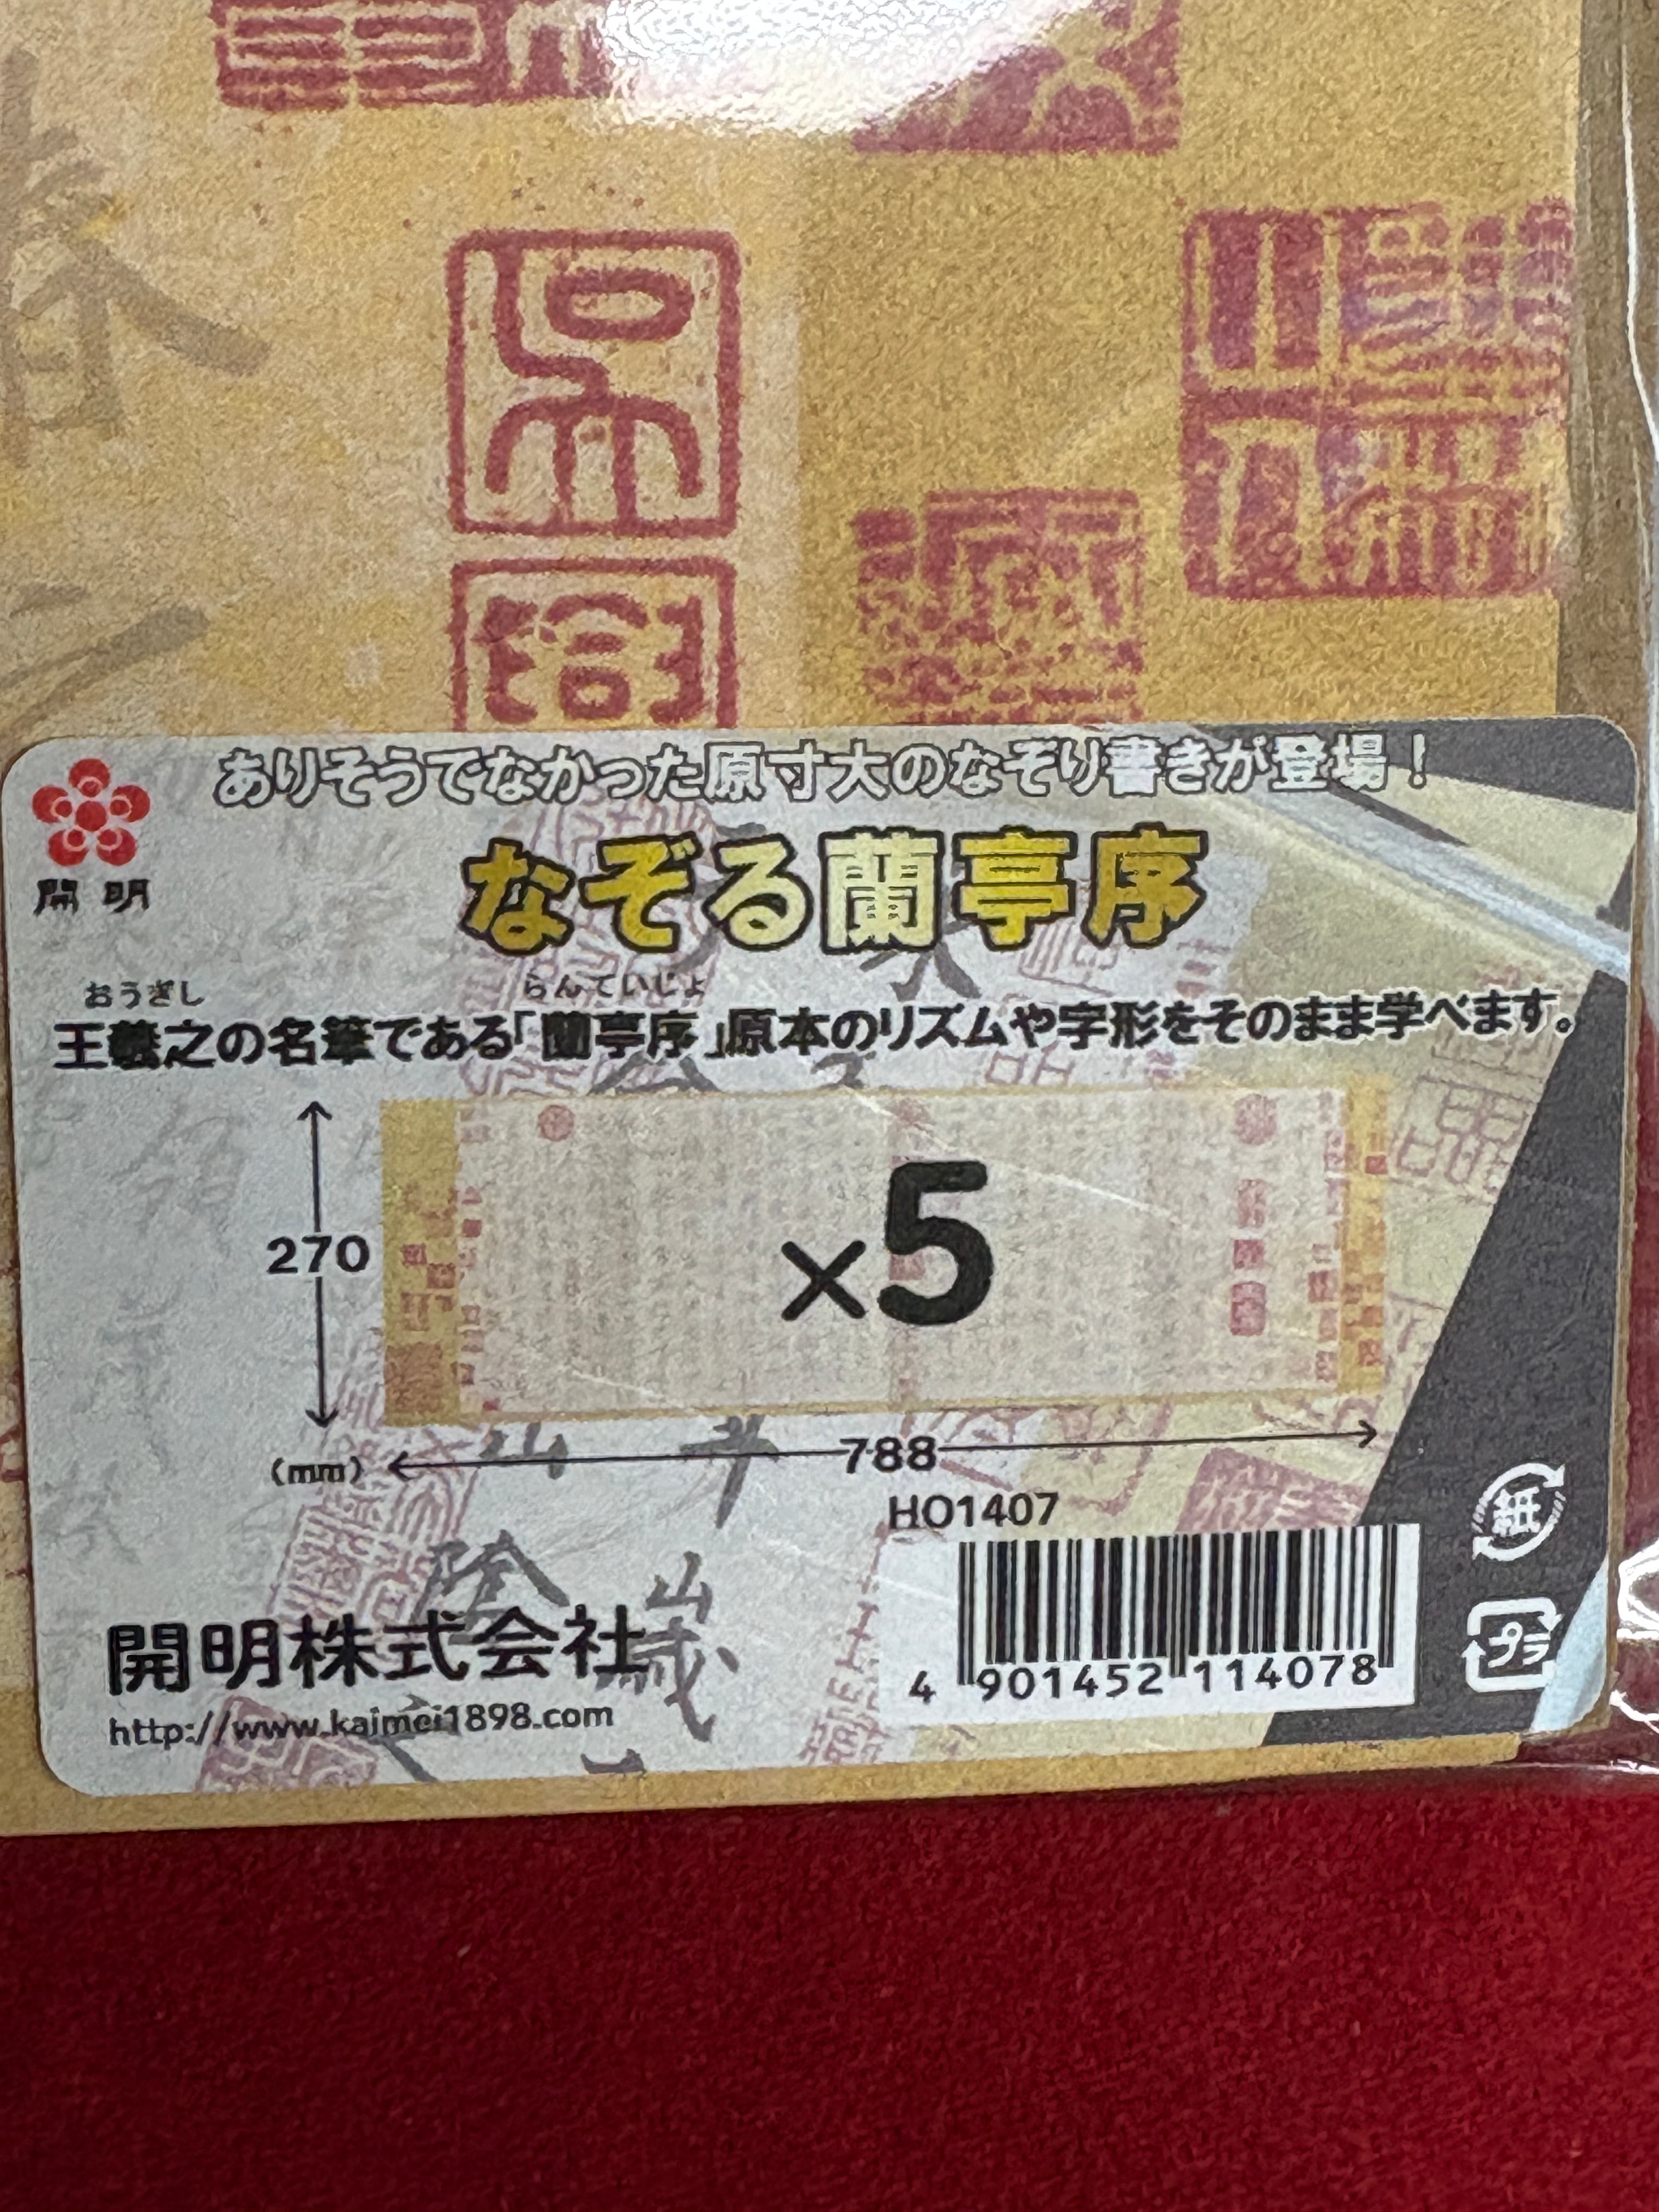 ありそうでなかった原寸大のなぞり書きが登場！
開明
なぞる蘭亭序
おうぎし
らんていじょ
王羲之の名筆である「蘭亭序」原本のリズムや字形をそのまま学べます。
270
×5
(mm)
788
HO1407
紙
プラ
4 901452 114078
開明株式会社
http://www.kaimei1898.com